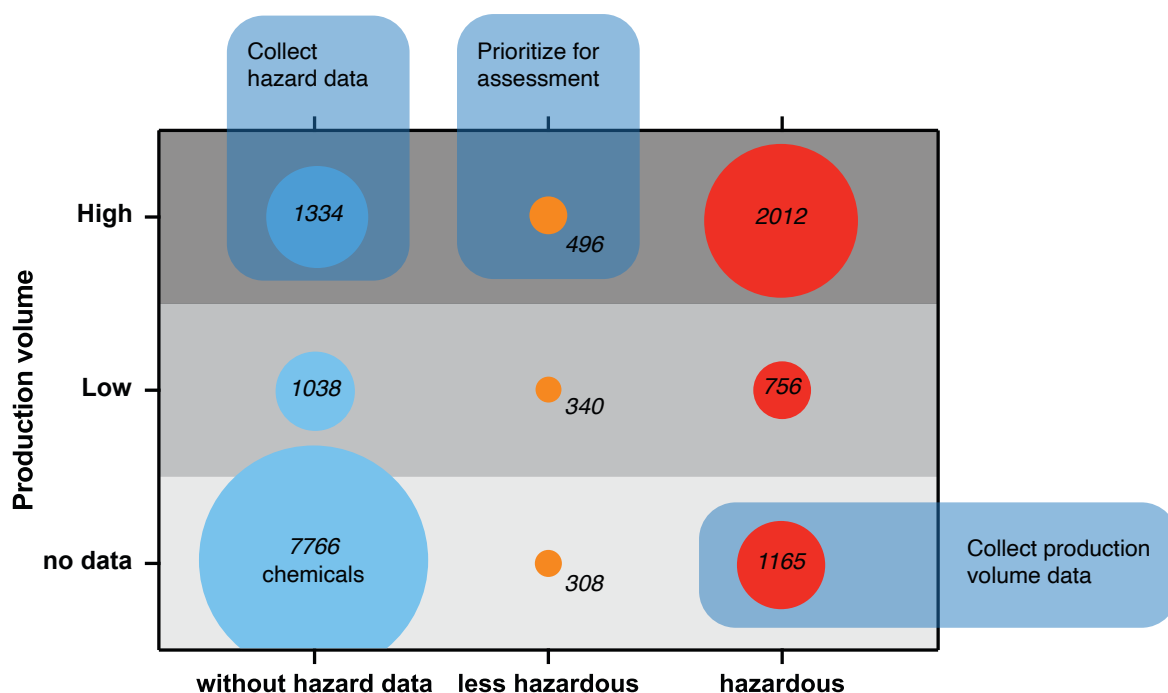 Collect
hazard data
Prioritize for
assessment
Production volume
High
1334
496
2012
Low
1038
340
756
no data
7766
chemicals
308
1165
Collect production
volume data
without hazard data
less hazardous
hazardous